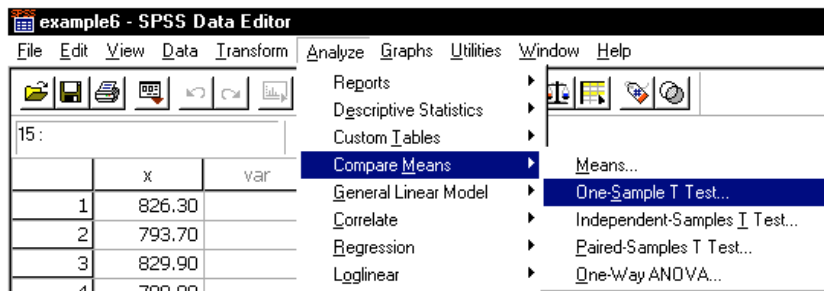 example6 - SPSS Data Editor
File Edit View Data Transform Analyze Graphs Utilities Window Help
Reports
Descriptive Statistics
15 :
Custom Tables
Compare Means
Means...
x var
General Linear Model
One-Sample T Test...
1 826.30
Correlate
Independent-Samples T Test...
2 793.70
Regression
Paired-Samples T Test...
3 829.90
Loglinear
One-Way ANOVA...